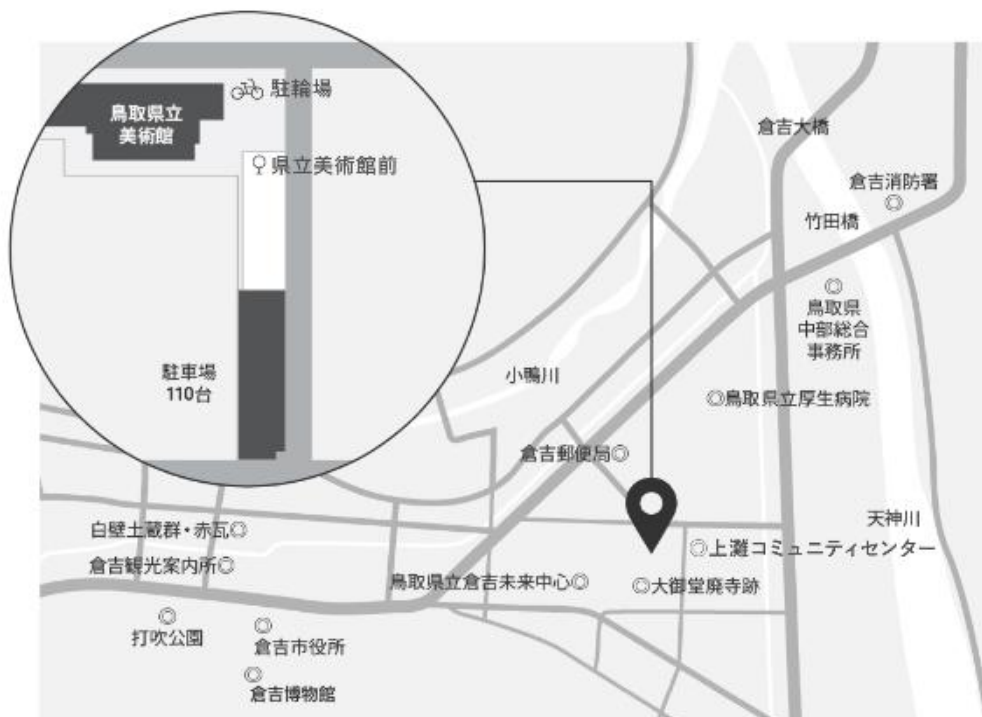 駐輪場
鳥取県立
美術館
県立美術館前
駐車場
110台
倉吉大橋
倉吉消防署
竹田橋
鳥取県
中部総合
事務所
小鴨川
鳥取県立厚生病院
倉吉郵便局
天神川
白壁土蔵群・赤瓦
上灘コミュニティセンター
倉吉観光案内所
鳥取県立倉吉未来中心
大御堂廃寺跡
打吹公園
倉吉市役所
倉吉博物館